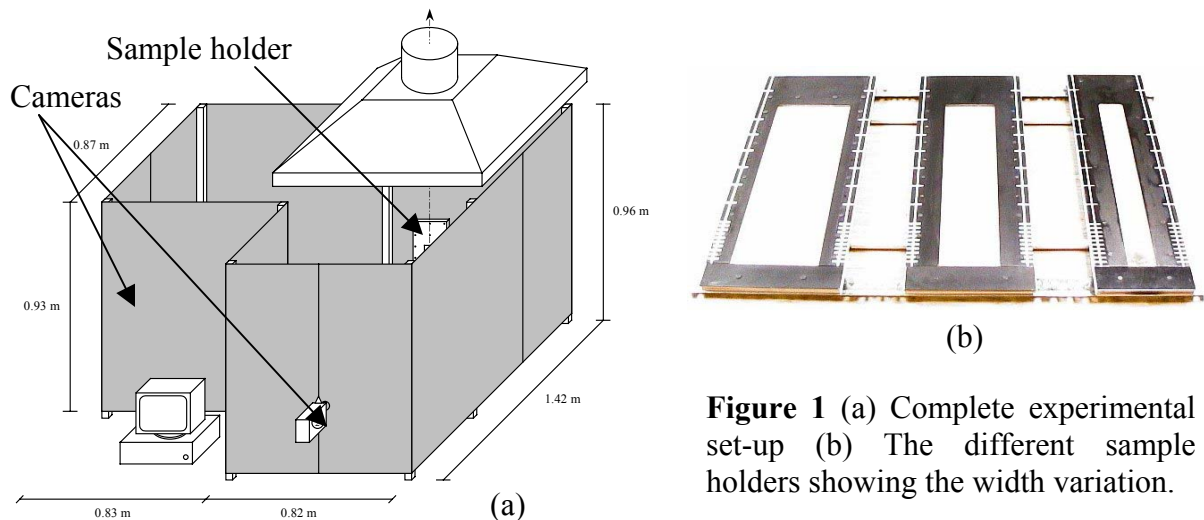 Sample holder
Cameras
0.87 m
0.96 m
0.93 m
1.42 m
0.83 m
0.82 m
(a)
(b)
Figure 1 (a) Complete experimental
set-up (b) The different sample
holders showing the width variation.